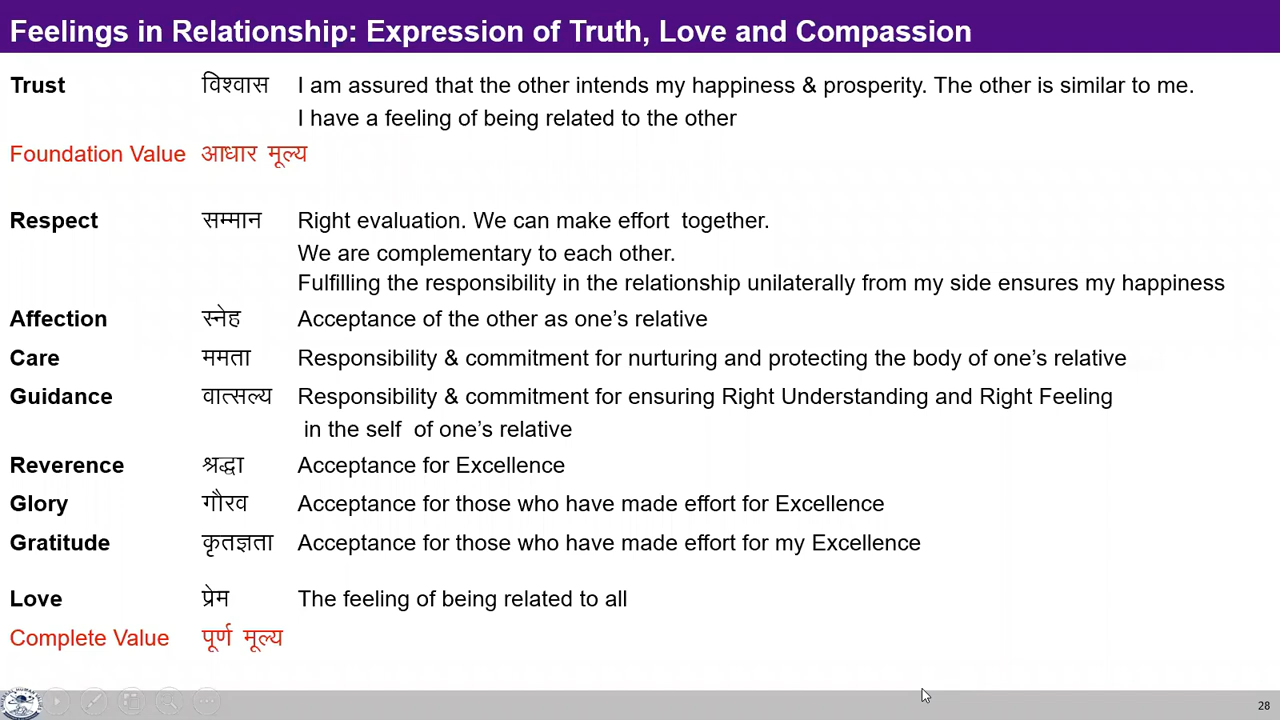 Feelings in Relationship: Expression of Truth, Love and Compassion
Trust विश्वास I am assured that the other intends my happiness & prosperity. The other is similar to me.
I have a feeling of being related to the other
Foundation Value आधार मूल्य
Respect सम्मान Right evaluation. We can make effort together.
We are complementary to each other.
Fulfilling the responsibility in the relationship unilaterally from my side ensures my happiness
Affection स्नेह Acceptance of the other as one’s relative
Care ममता Responsibility & commitment for nurturing and protecting the body of one’s relative
Guidance वात्सल्य Responsibility & commitment for ensuring Right Understanding and Right Feeling
in the self of one’s relative
Reverence श्रद्धा Acceptance for Excellence
Glory गौरव Acceptance for those who have made effort for Excellence
Gratitude कृतज्ञता Acceptance for those who have made effort for my Excellence
Love प्रेम The feeling of being related to all
Complete Value पूर्ण मूल्य
28